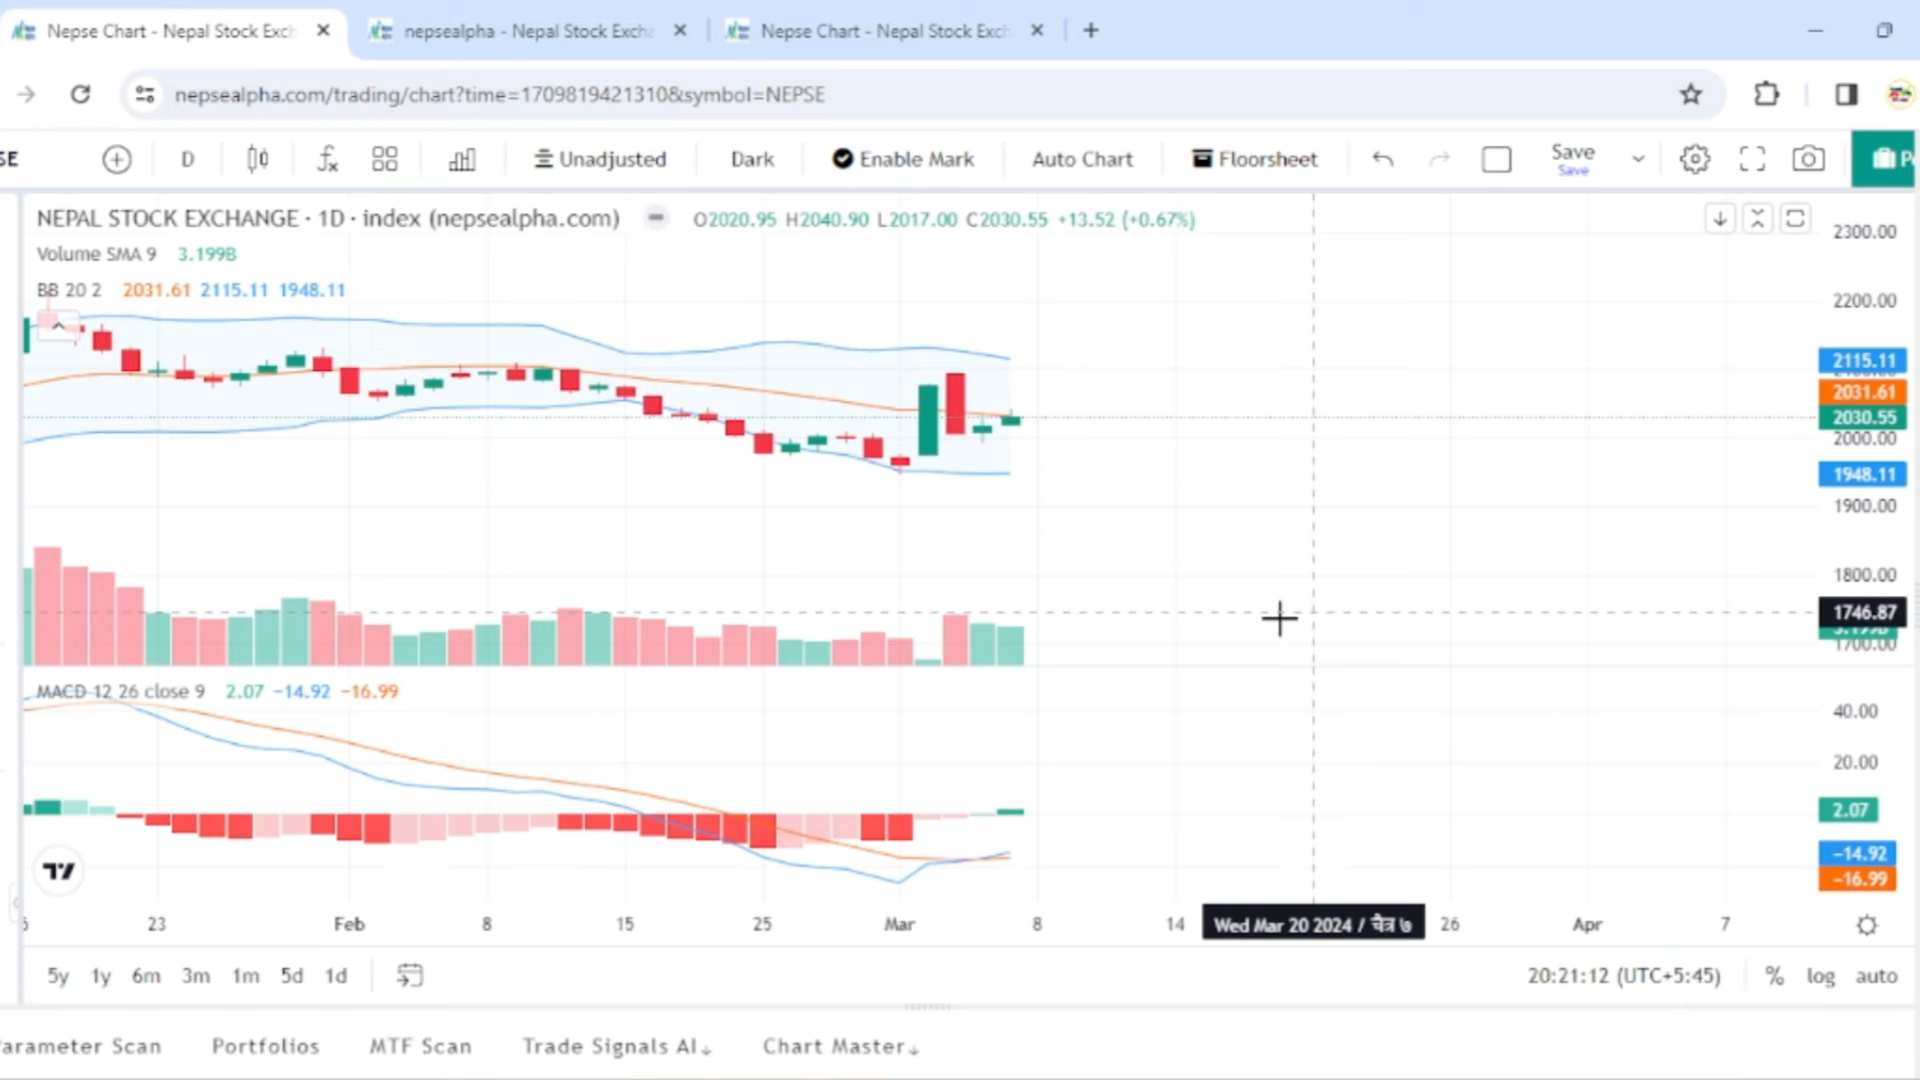 Nepse Chart - Nepal Stock Exch
nepsealpha - Nepal Stock Excha
Nepse Chart - Nepal Stock Exch
nepsealpha.com/trading/chart?time=1709819421310&symbol=NEPSE
SE
D
Unadjusted
Dark
Enable Mark
Auto Chart
Floorsheet
Save
Save
P
NEPAL STOCK EXCHANGE · 1D · index (nepsealpha.com)
O2020.95 H2040.90 L2017.00 C2030.55 +13.52 (+0.67%)
Volume SMA 9 3.199B
BB 20 2 2031.61 2115.11 1948.11
2300.00
2200.00
2115.11
2031.61
2030.55
2000.00
1948.11
1900.00
1800.00
1746.87
1700.00
MACD 12 26 close 9 2.07 −14.92 −16.99
40.00
20.00
2.07
−14.92
−16.99
23 Feb 8 15 25 Mar 8 14 Wed Mar 20 2024 / चैत्र ७ 26 Apr 7
5y 1y 6m 3m 1m 5d 1d
20:21:12 (UTC+5:45) % log auto
arameter Scan Portfolios MTF Scan Trade Signals AI↓ Chart Master↓